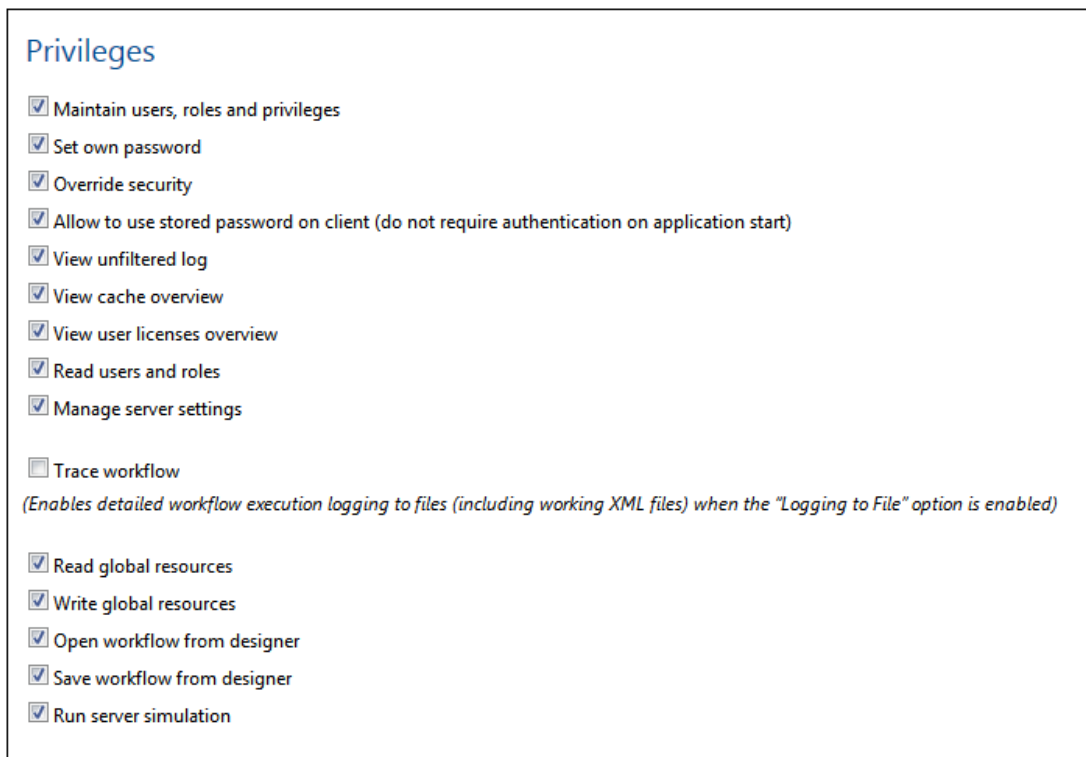 Privileges
Maintain users, roles and privileges
Set own password
Override security
Allow to use stored password on client (do not require authentication on application start)
View unfiltered log
View cache overview
View user licenses overview
Read users and roles
Manage server settings
Trace workflow
(Enables detailed workflow execution logging to files (including working XML files) when the “Logging to File” option is enabled)
Read global resources
Write global resources
Open workflow from designer
Save workflow from designer
Run server simulation